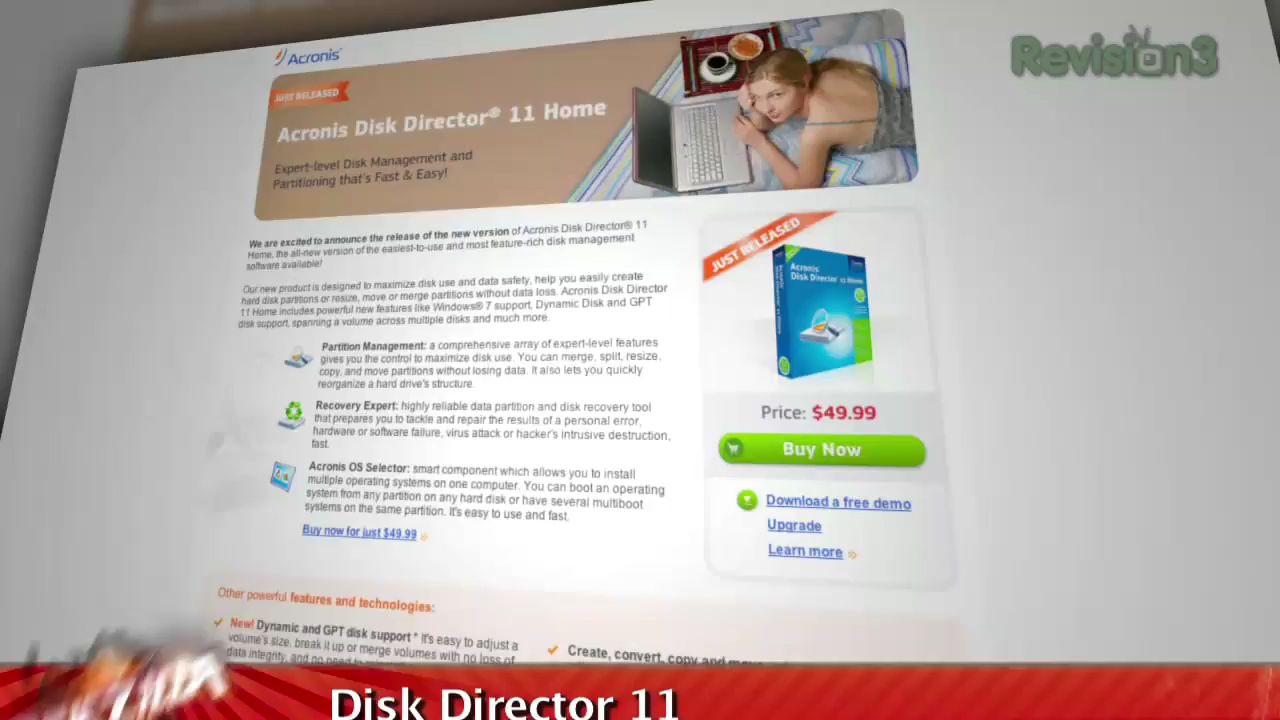 Acronis
Revision3
JUST RELEASED
Acronis Disk Director® 11 Home
Expert-level Disk Management and
Partitioning that's Fast & Easy!
We are excited to announce the release of the new version of Acronis Disk Director® 11
Home, the all-new version of the easiest-to-use and most feature-rich disk management
software available!
Our new product is designed to maximize disk use and data safety, help you easily create
hard disk partitions or resize, move or merge partitions without data loss. Acronis Disk Director
11 Home includes powerful new features like Windows® 7 support, Dynamic Disk and GPT
disk support, spanning a volume across multiple disks and much more.
Partition Management: a comprehensive array of expert-level features
gives you the control to maximize disk use. You can merge, split, resize,
copy, and move partitions without losing data. It also lets you quickly
reorganize a hard drive's structure.
Recovery Expert: highly reliable data partition and disk recovery tool
that prepares you to tackle and repair the results of a personal error,
hardware or software failure, virus attack or hacker's intrusive destruction,
fast.
Acronis OS Selector: smart component which allows you to install
multiple operating systems on one computer. You can boot an operating
system from any partition on any hard disk or have several multiboot
systems on the same partition. It's easy to use and fast.
Buy now for just $49.99
JUST RELEASED
Acronis
Disk Director 11 Home
Price: $49.99
Buy Now
Download a free demo
Upgrade
Learn more
Other powerful features and technologies:
New! Dynamic and GPT disk support * It's easy to adjust a
volume's size, break it up or merge volumes with no loss of
data integrity, and no need to
Create, convert, copy and
Disk Director 11